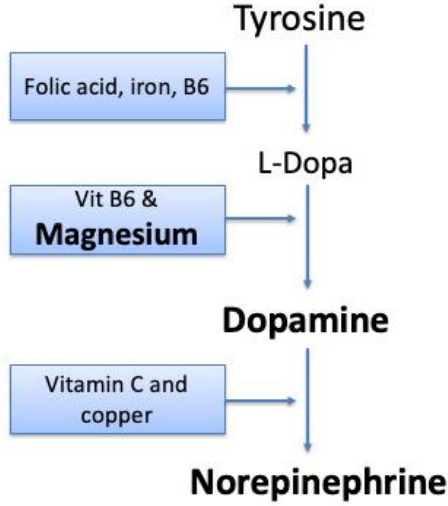 Tyrosine
Folic acid, iron, B6
L-Dopa
Vit B6 &
Magnesium
Dopamine
Vitamin C and
copper
Norepinephrine